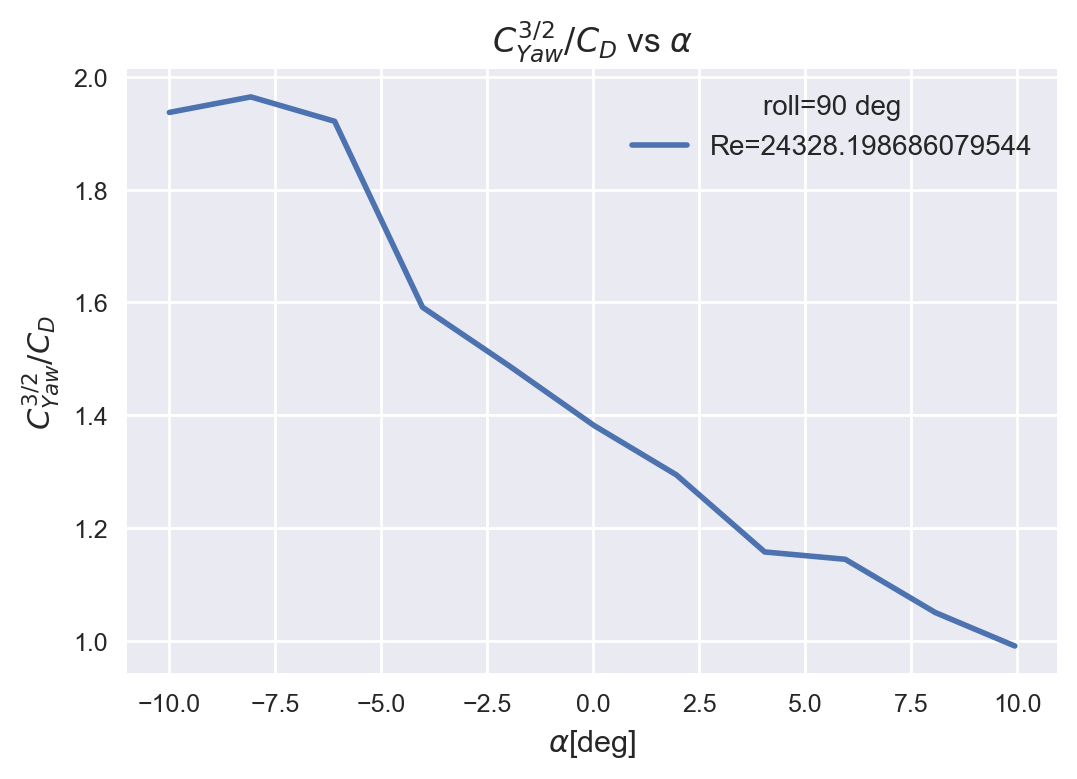 $C_{Yaw}^{3/2}/C_D$ vs $\alpha$
roll=90 deg
Re=24328.198686079544
2.0
1.8
1.6
1.4
1.2
1.0
$C_{Yaw}^{3/2}/C_D$
−10.0 −7.5 −5.0 −2.5 0.0 2.5 5.0 7.5 10.0
$\alpha$[deg]